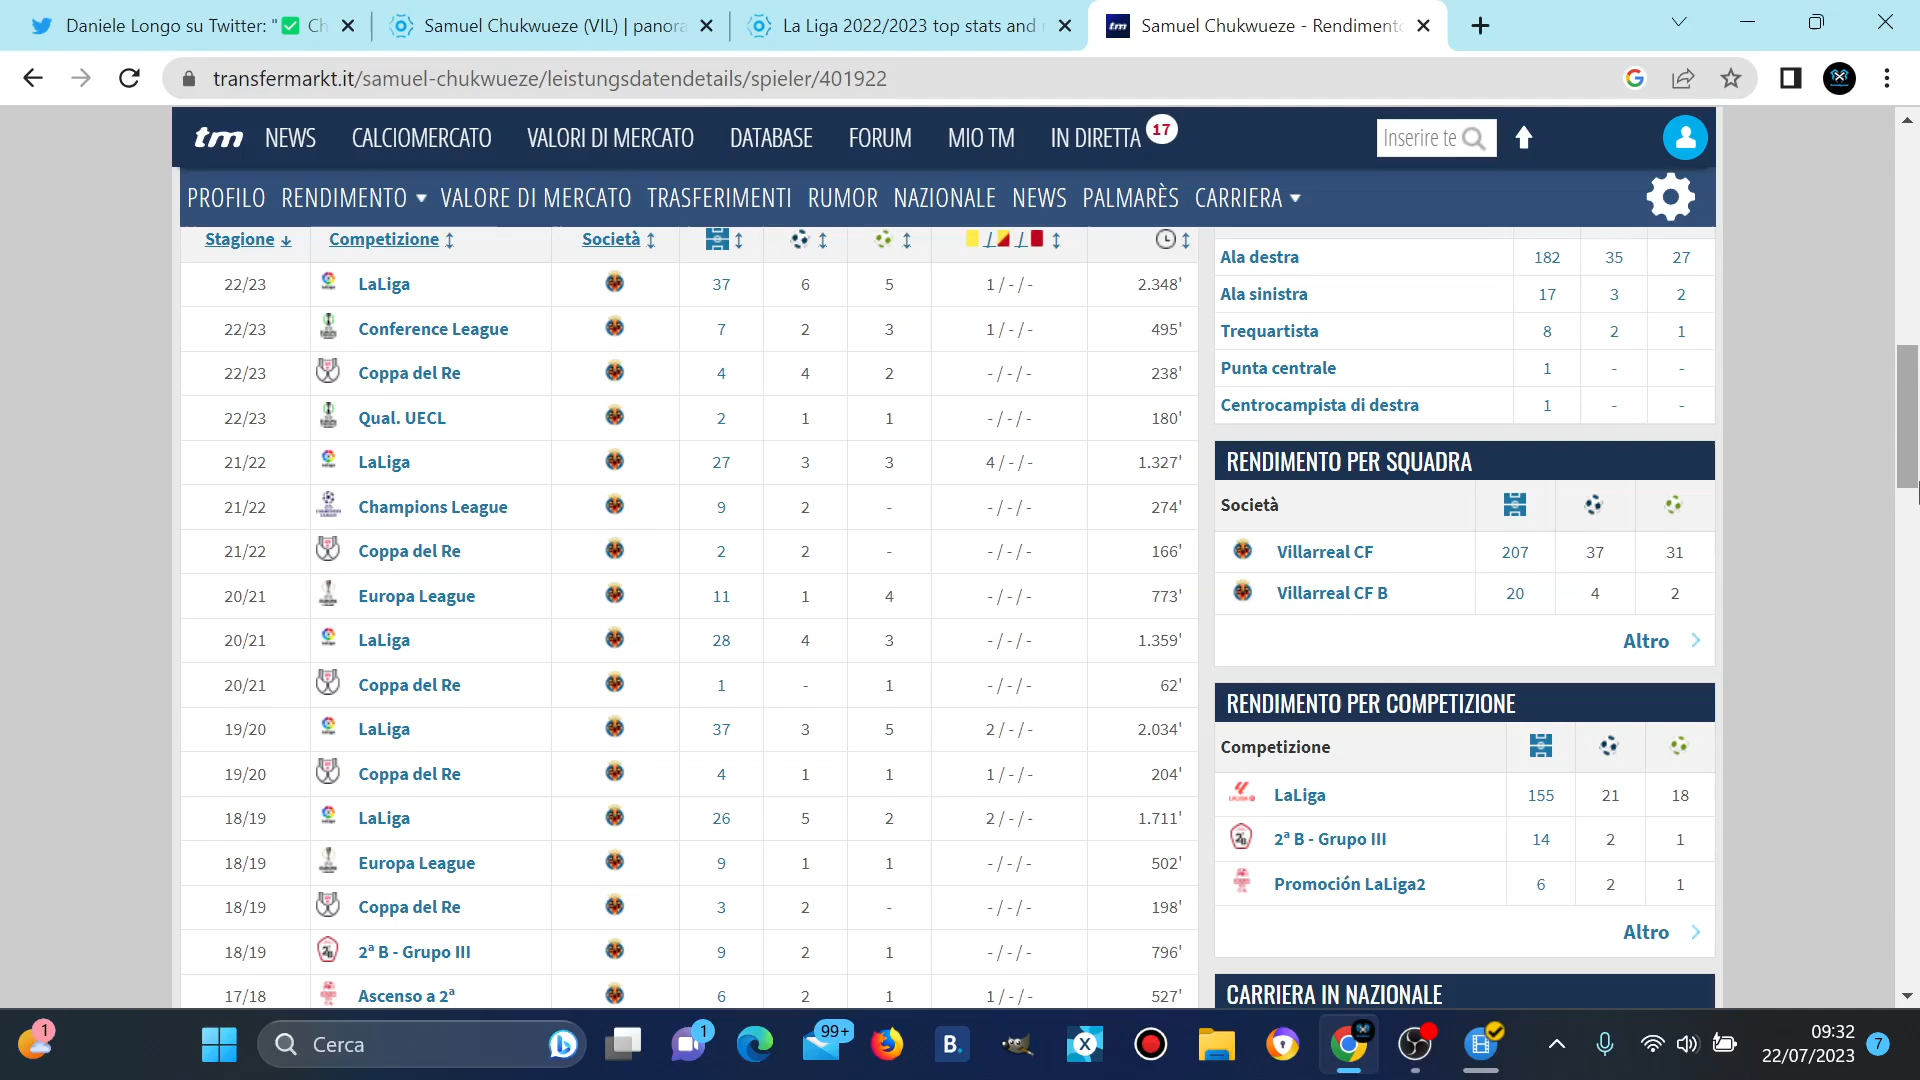 Daniele Longo su Twitter: "✅ Ch
Samuel Chukwueze (VIL) | panora
La Liga 2022/2023 top stats and
tm Samuel Chukwueze - Rendimento
transfermarkt.it/samuel-chukwueze/leistungsdatendetails/spieler/401922
tm NEWS CALCIOMERCATO VALORI DI MERCATO DATABASE FORUM MIO TM IN DIRETTA 17 Inserire te
PROFILO RENDIMENTO VALORE DI MERCATO TRASFERIMENTI RUMOR NAZIONALE NEWS PALMARÈS CARRIERA
Stagione Competizione Società
22/23 LaLiga 37 6 5 1 / - / - 2.348'
22/23 Conference League 7 2 3 1 / - / - 495'
22/23 Coppa del Re 4 4 2 - / - / - 238'
22/23 Qual. UECL 2 1 1 - / - / - 180'
21/22 LaLiga 27 3 3 4 / - / - 1.327'
21/22 Champions League 9 2 - - / - / - 274'
21/22 Coppa del Re 2 2 - - / - / - 166'
20/21 Europa League 11 1 4 - / - / - 773'
20/21 LaLiga 28 4 3 - / - / - 1.359'
20/21 Coppa del Re 1 - 1 - / - / - 62'
19/20 LaLiga 37 3 5 2 / - / - 2.034'
19/20 Coppa del Re 4 1 1 1 / - / - 204'
18/19 LaLiga 26 5 2 2 / - / - 1.711'
18/19 Europa League 9 1 1 - / - / - 502'
18/19 Coppa del Re 3 2 - - / - / - 198'
18/19 2ª B - Grupo III 9 2 1 - / - / - 796'
17/18 Ascenso a 2ª 6 2 1 1 / - / - 527'
Ala destra 182 35 27
Ala sinistra 17 3 2
Trequartista 8 2 1
Punta centrale 1 - -
Centrocampista di destra 1 - -
RENDIMENTO PER SQUADRA
Società
Villarreal CF 207 37 31
Villarreal CF B 20 4 2
Altro
RENDIMENTO PER COMPETIZIONE
Competizione
LaLiga 155 21 18
2ª B - Grupo III 14 2 1
Promoción LaLiga2 6 2 1
Altro
CARRIERA IN NAZIONALE
1
Cerca
1
99+
B.
X
09:32
22/07/2023
7